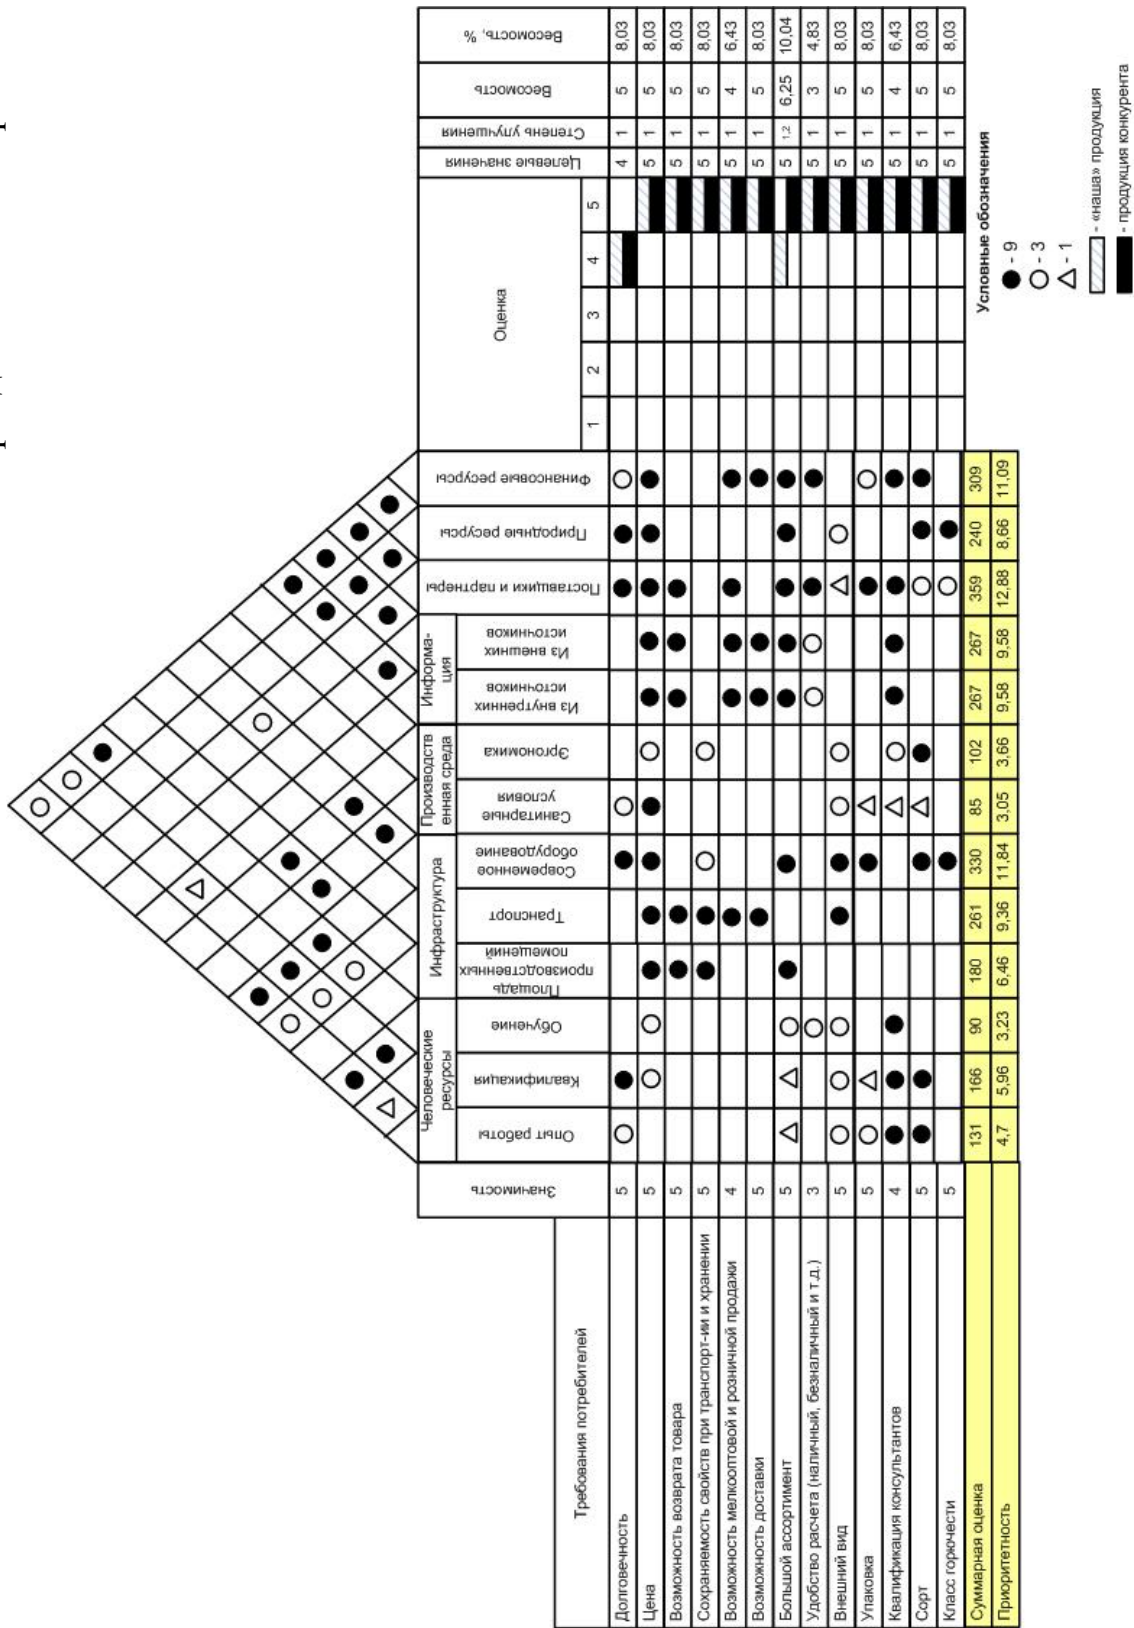 Требования потребителей
Значимость
Человеческие ресурсы
Опыт работы
Квалификация
Обучение
Инфраструктура
Площадь производственных помещений
Транспорт
Современное оборудование
Производств
енная среда
Санитарные условия
Эргономика
Информа-
ция
Из внутренних источников
Из внешних источников
Поставщики и партнеры
Природные ресурсы
Финансовые ресурсы
Оценка
1 2 3 4 5
Целевые значения
Степень улучшения
Весомость
Весомость, %
Долговечность 5 4 1 5 8,03
Цена 5 5 1 5 8,03
Возможность возврата товара 5 5 1 5 8,03
Сохраняемость свойств при транспорт-ии и хранении 5 5 1 5 8,03
Возможность мелкооптовой и розничной продажи 4 5 1 4 6,43
Возможность доставки 5 5 1 5 8,03
Большой ассортимент 5 5 1,2 6,25 10,04
Удобство расчета (наличный, безналичный и т.д.) 3 5 1 3 4,83
Внешний вид 5 5 1 5 8,03
Упаковка 5 5 1 5 8,03
Квалификация консультантов 4 5 1 4 6,43
Сорт 5 5 1 5 8,03
Класс горючести 5 5 1 5 8,03
Суммарная оценка 131 166 90 180 261 330 85 102 267 267 359 240 309
Приоритетность 4,7 5,96 3,23 6,46 9,36 11,84 3,05 3,66 9,58 9,58 12,88 8,66 11,09
Условные обозначения
- 9
- 3
- 1
- «наша» продукция
- продукция конкурента